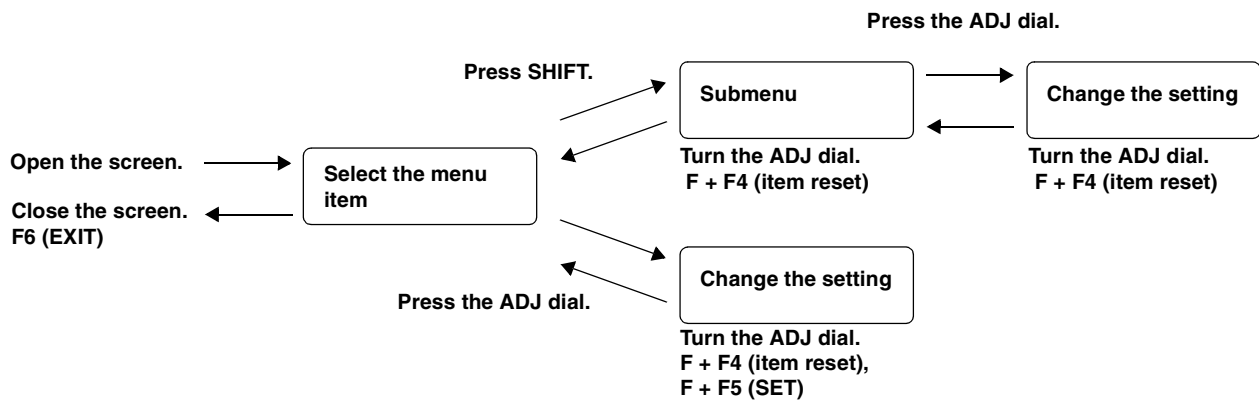 Press the ADJ dial.
Press SHIFT.
Submenu
Change the setting
Open the screen.
Select the menu
item
Turn the ADJ dial.
F + F4 (item reset)
Turn the ADJ dial.
F + F4 (item reset)
Close the screen.
F6 (EXIT)
Press the ADJ dial.
Change the setting
Turn the ADJ dial.
F + F4 (item reset),
F + F5 (SET)